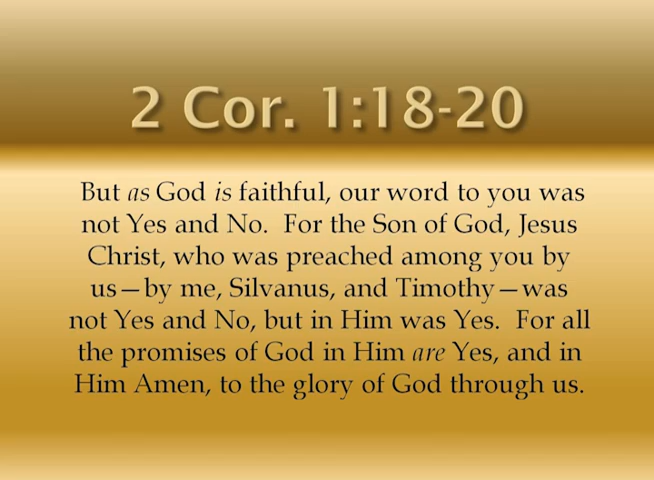 2 Cor. 1:18-20
But as God is faithful, our word to you was
not Yes and No.  For the Son of God, Jesus
Christ, who was preached among you by
us—by me, Silvanus, and Timothy—was
not Yes and No, but in Him was Yes.  For all
the promises of God in Him are Yes, and in
Him Amen, to the glory of God through us.